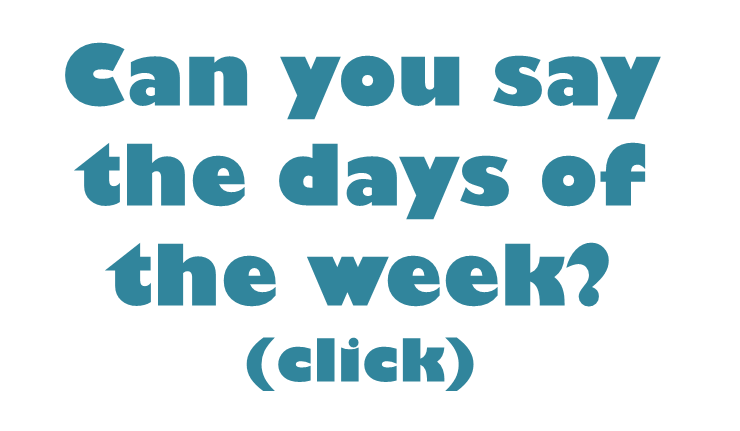 Can you say
the days of
the week?
(click)